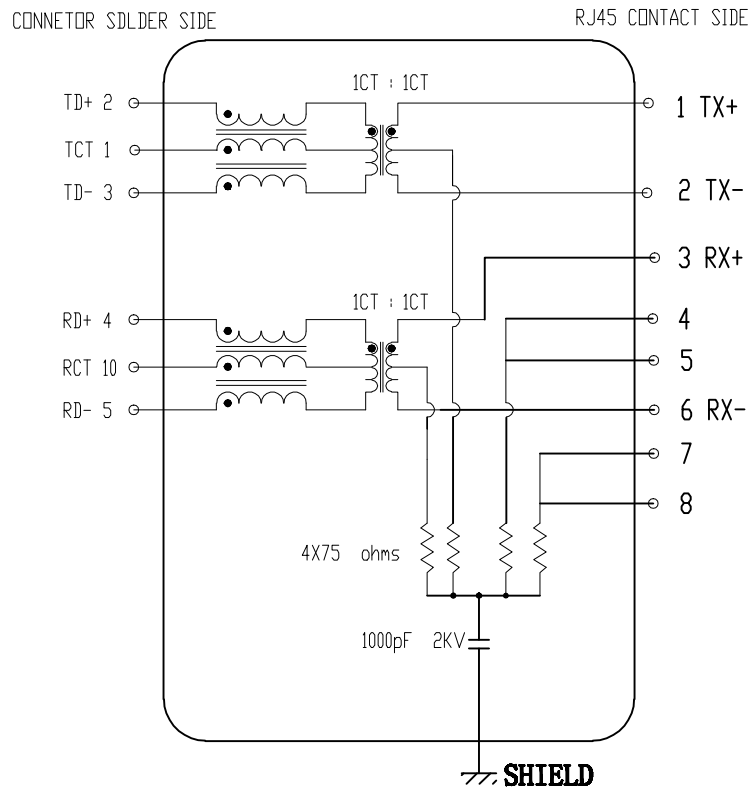 CONNETOR SOLDER SIDE
RJ45 CONTACT SIDE
1CT : 1CT
TD+ 2
1 TX+
TCT 1
TD- 3
2 TX-
3 RX+
1CT : 1CT
RD+ 4
4
5
RCT 10
RD- 5
6 RX-
7
8
4X75 ohms
1000pF 2KV
SHIELD